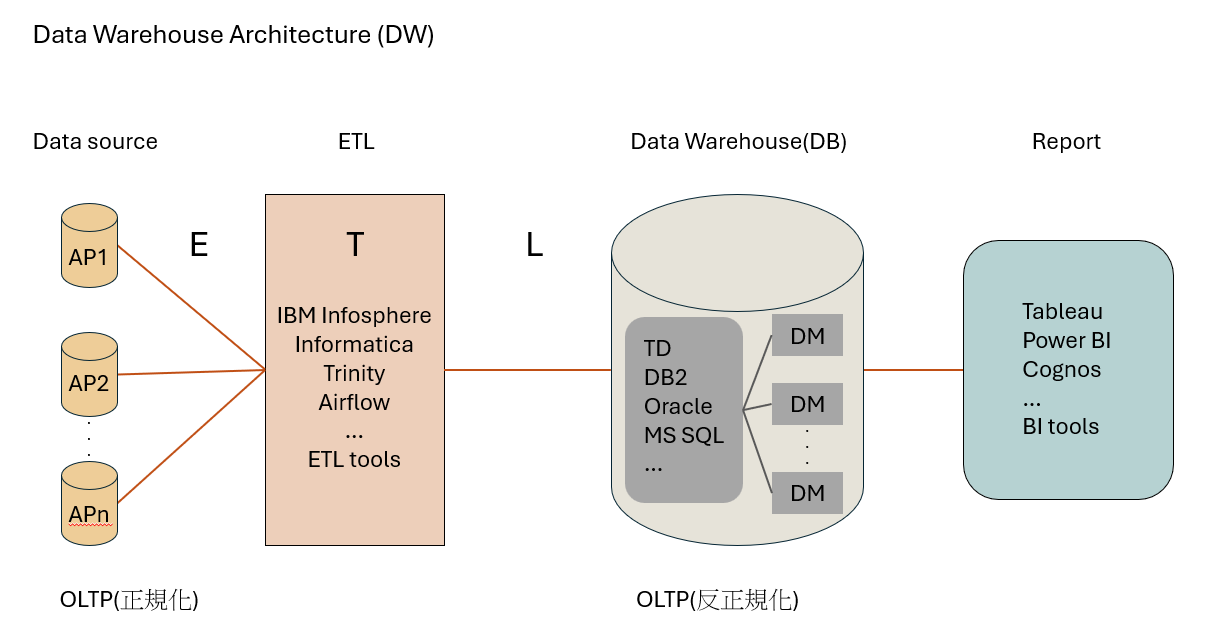 Data Warehouse Architecture (DW)
Data source
ETL
Data Warehouse(DB)
Report
AP1
AP2
.
.
.
APn
E
T
L
IBM Infosphere
Informatica
Trinity
Airflow
...
ETL tools
TD
DB2
Oracle
MS SQL
...
DM
DM
.
.
.
DM
Tableau
Power BI
Cognos
...
BI tools
OLTP(正規化)
OLTP(反正規化)